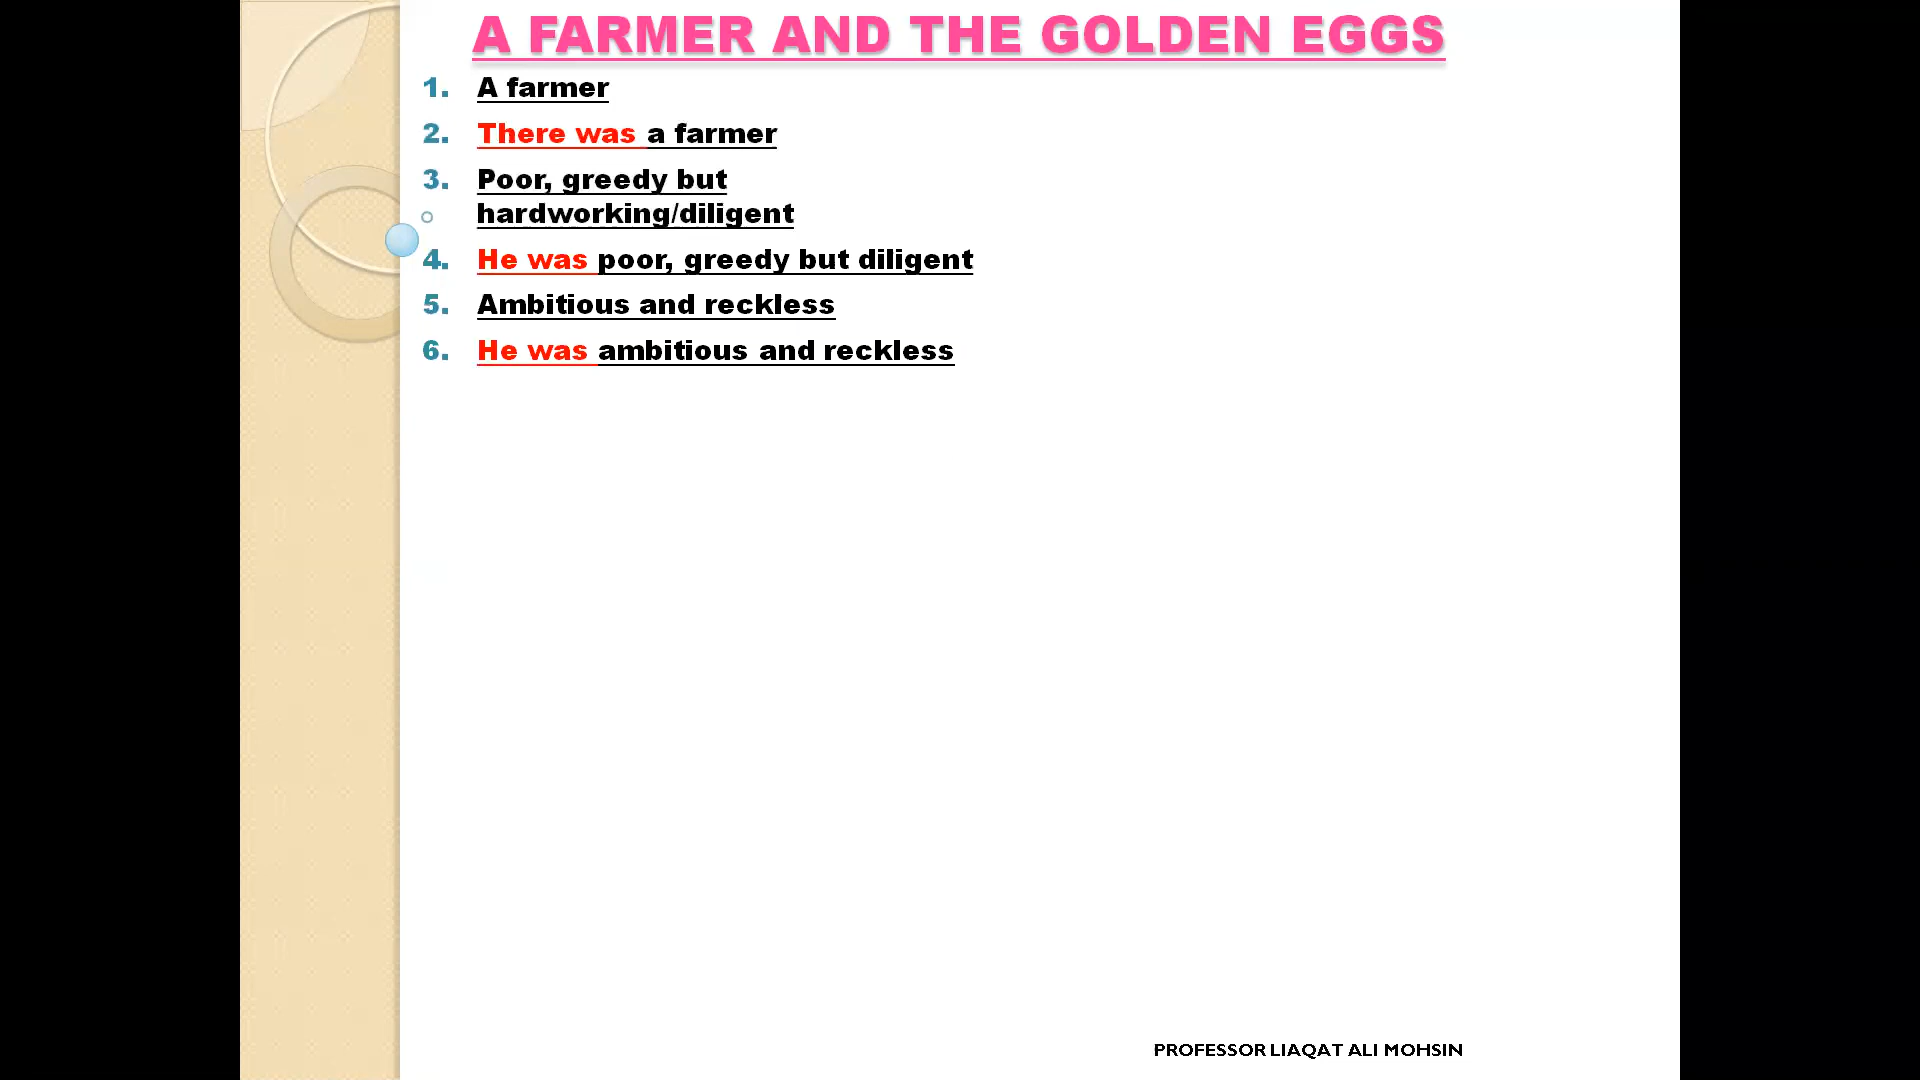 A FARMER AND THE GOLDEN EGGS
1. A farmer
2. There was a farmer
3. Poor, greedy but
hardworking/diligent
4. He was poor, greedy but diligent
5. Ambitious and reckless
6. He was ambitious and reckless
PROFESSOR LIAQAT ALI MOHSIN